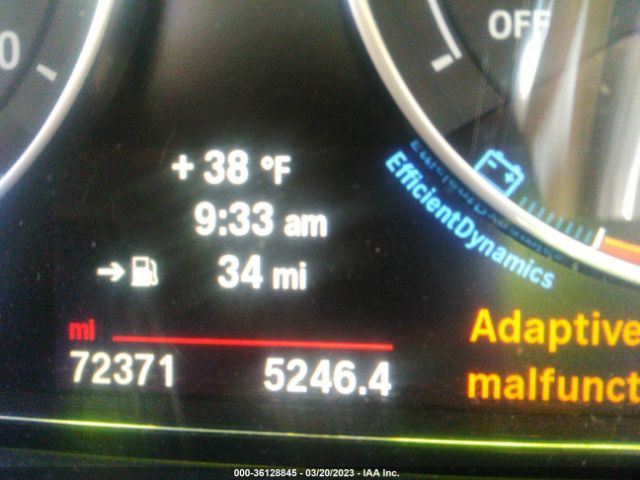 0
OFF
+ 38 °F
9:33 am
34 mi
EfficientDynamics
mi
72371 5246.4
Adaptive
malfunct
000-36128845 - 03/20/2023 - IAA Inc.